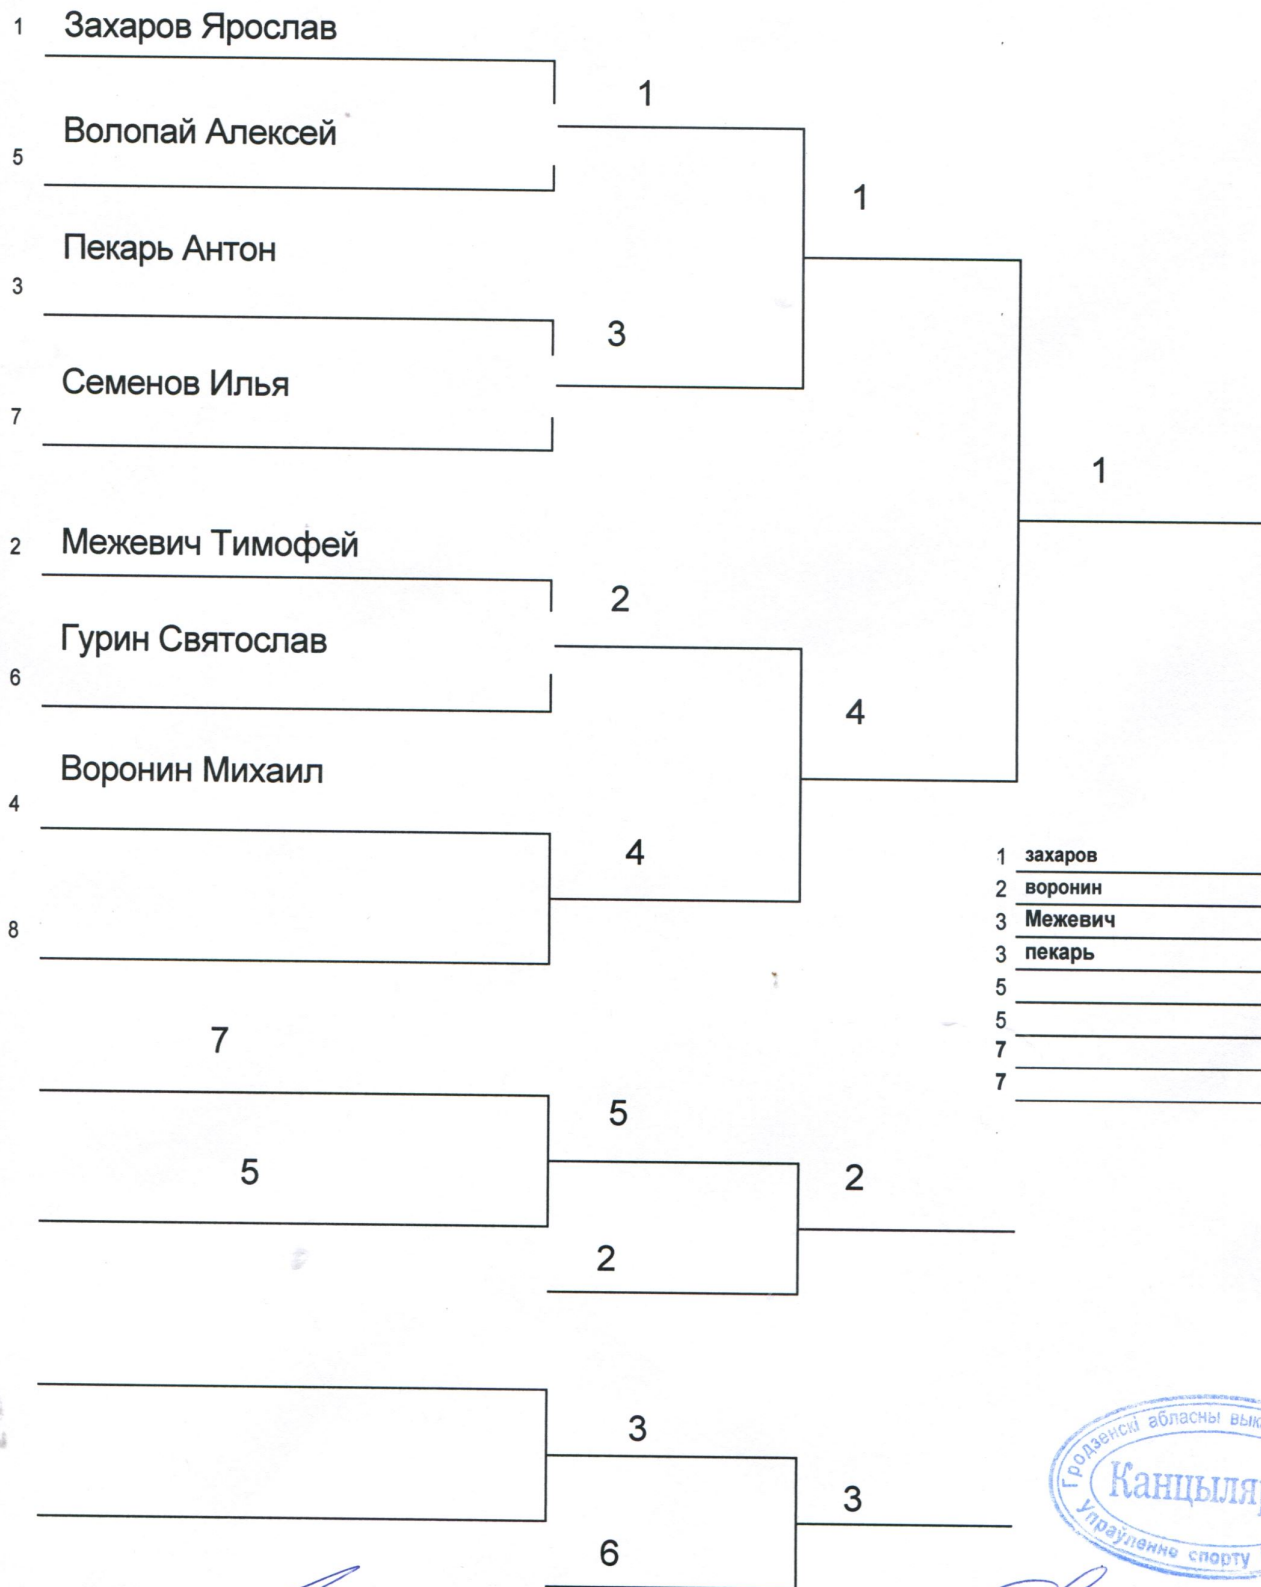 1 Захаров Ярослав
1
Волопай Алексей
5
1
Пекарь Антон
3
3
Семенов Илья
7
1
2 Межевич Тимофей
2
Гурин Святослав
6
4
Воронин Михаил
4
4
8
1 захаров
2 воронин
3 Межевич
3 пекарь
5
5
7
7
7
5
5
2
2
3
3
6
Гродзенскі абласны
Упраўленне спорту